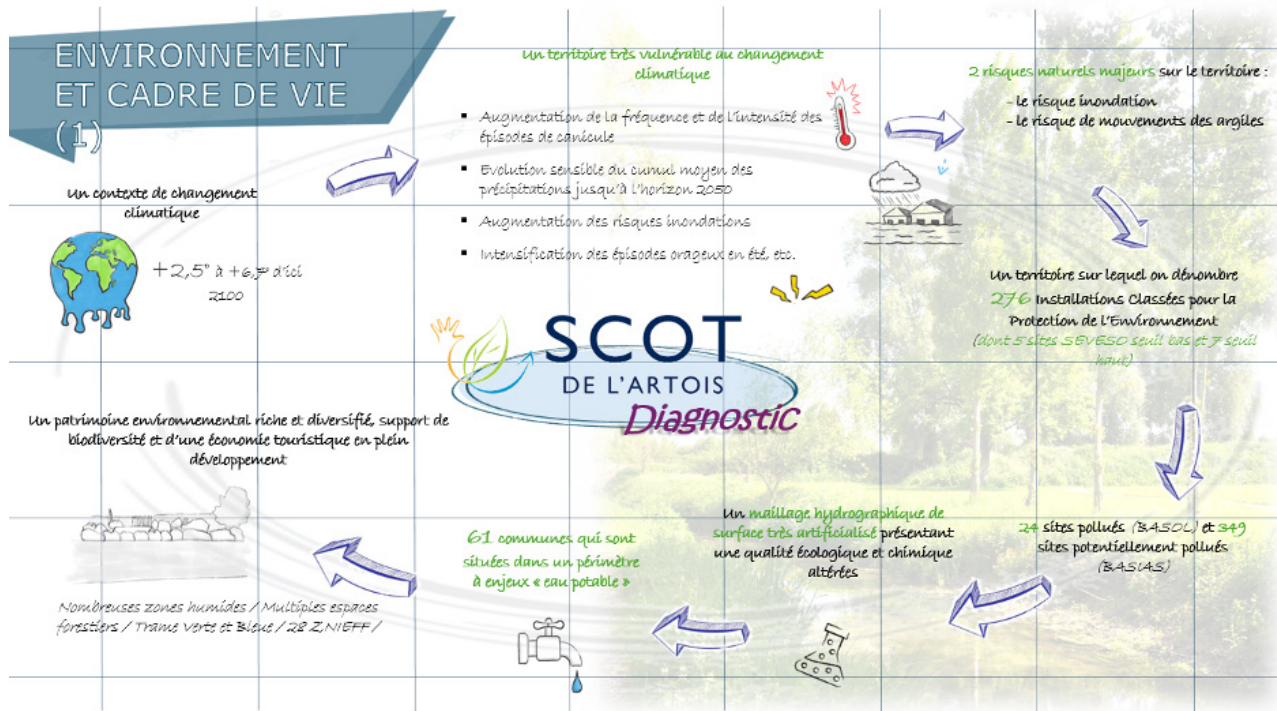 ENVIRONNEMENT
ET CADRE DE VIE
(1)
Un contexte de changement
climatique
+2,5° à +6,7° d'ici
2100
Un territoire très vulnérable au changement
climatique
▪ Augmentation de la fréquence et de l'intensité des
épisodes de canicule
▪ Evolution sensible du cumul moyen des
précipitations jusqu'à l'horizon 2050
▪ Augmentation des risques inondations
▪ Intensification des épisodes orageux en été, etc.
2 risques naturels majeurs sur le territoire :
- le risque inondation
- le risque de mouvements des argiles
Un territoire sur lequel on dénombre
276 Installations Classées pour la
Protection de l'Environnement
(dont 5 sites SEVESO seuil bas et 7 seuil
haut)
SCOT
DE L'ARTOIS
Diagnostic
24 sites pollués (BASOL) et 349
sites potentiellement pollués
(BASIAS)
Un maillage hydrographique de
surface très artificialisé présentant
une qualité écologique et chimique
altérées
61 communes qui sont
situées dans un périmètre
à enjeux « eau potable »
Un patrimoine environnemental riche et diversifié, support de
biodiversité et d'une économie touristique en plein
développement
Nombreuses zones humides / Multiples espaces
forestiers / Trame Verte et Bleue / 28 ZNIEFF /